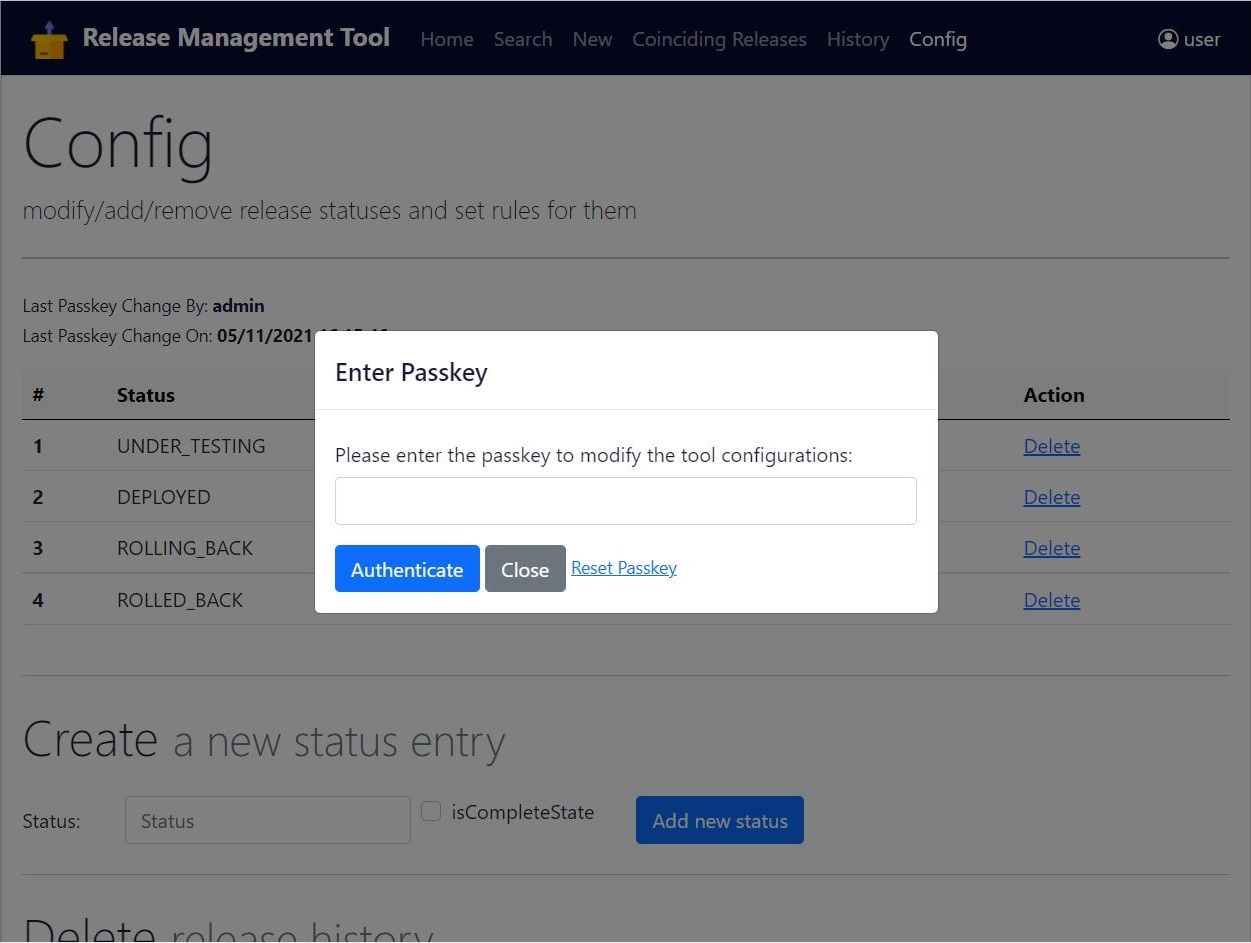 Release Management Tool Home Search New Coinciding Releases History Config user
Config
modify/add/remove release statuses and set rules for them
Last Passkey Change By: admin
Last Passkey Change On: 05/11/2021
Enter Passkey
Please enter the passkey to modify the tool configurations:
Authenticate Close Reset Passkey
# Status Action
1 UNDER_TESTING Delete
2 DEPLOYED Delete
3 ROLLING_BACK Delete
4 ROLLED_BACK Delete
Create a new status entry
Status: Status isCompleteState Add new status
Delete release history